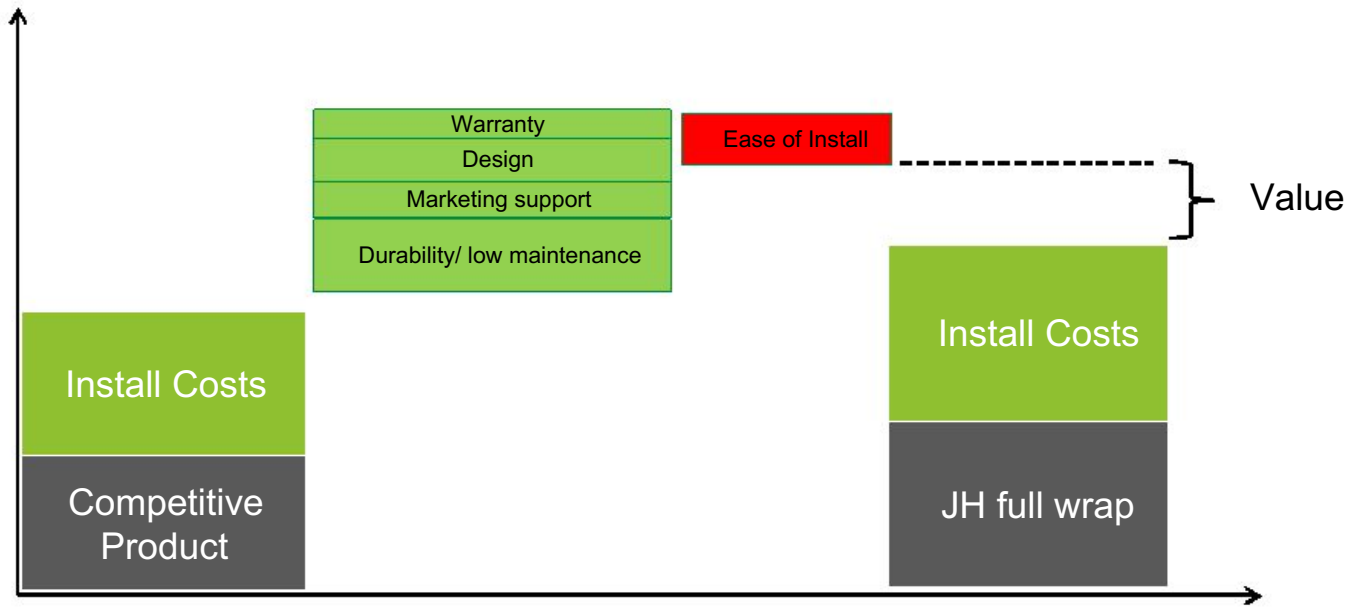 Warranty
Design
Marketing support
Durability/ low maintenance
Ease of Install
Value
Install Costs
Competitive
Product
Install Costs
JH full wrap